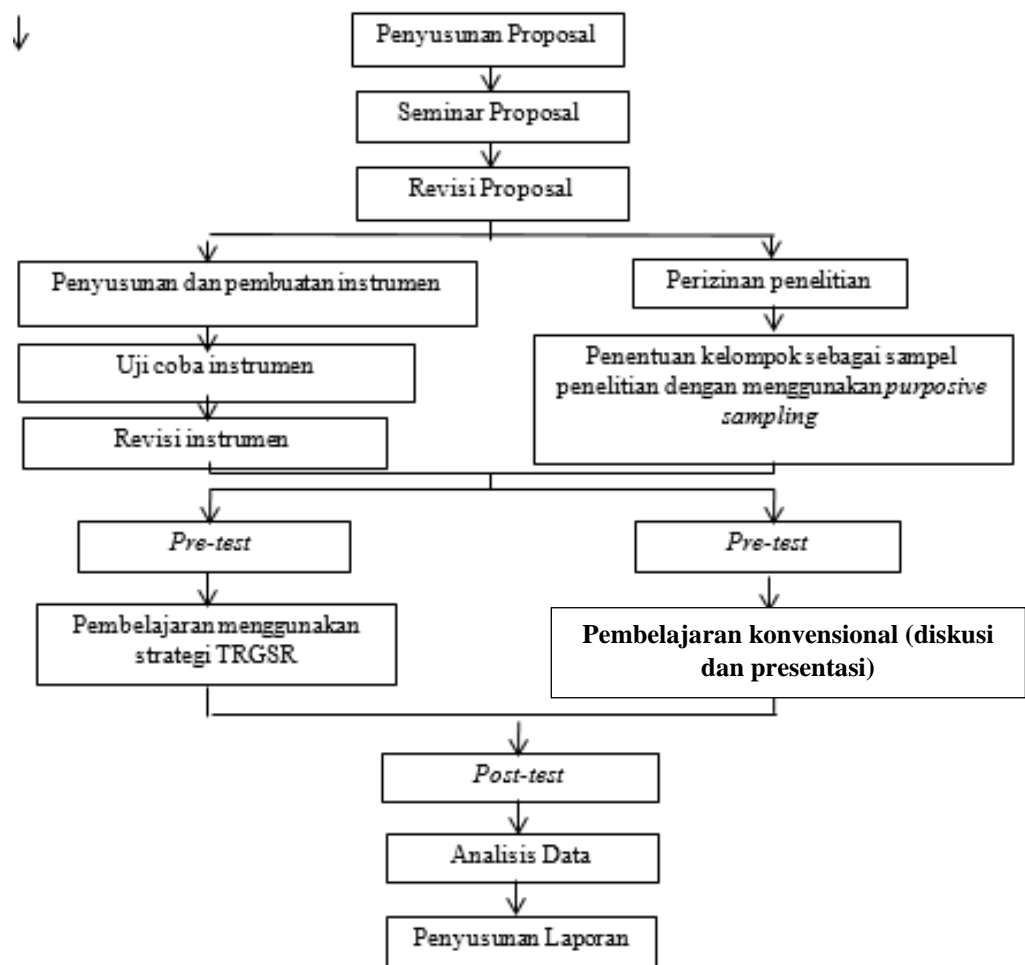 Penyusunan Proposal
Seminar Proposal
Revisi Proposal
Penyusunan dan pembuatan instrumen
Perizinan penelitian
Uji coba instrumen
Penentuan kelompok sebagai sampel
penelitian dengan menggunakan purposive
sampling
Revisi instrumen
Pre-test
Pre-test
Pembelajaran menggunakan
strategi TRGSR
Pembelajaran konvensional (diskusi
dan presentasi)
Post-test
Analisis Data
Penyusunan Laporan